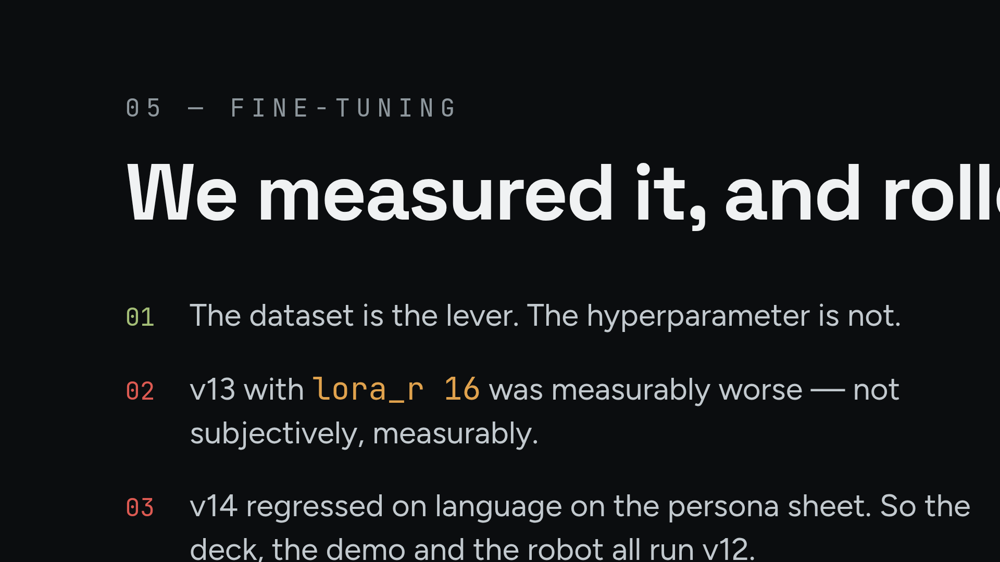 05 — FINE-TUNING
We measured it, and
01 The dataset is the lever. The hyperparameter is not.
02 v13 with lora_r 16 was measurably worse — not
subjectively, measurably.
03 v14 regressed on language on the persona sheet. So the
deck, the demo and the robot all run v12.